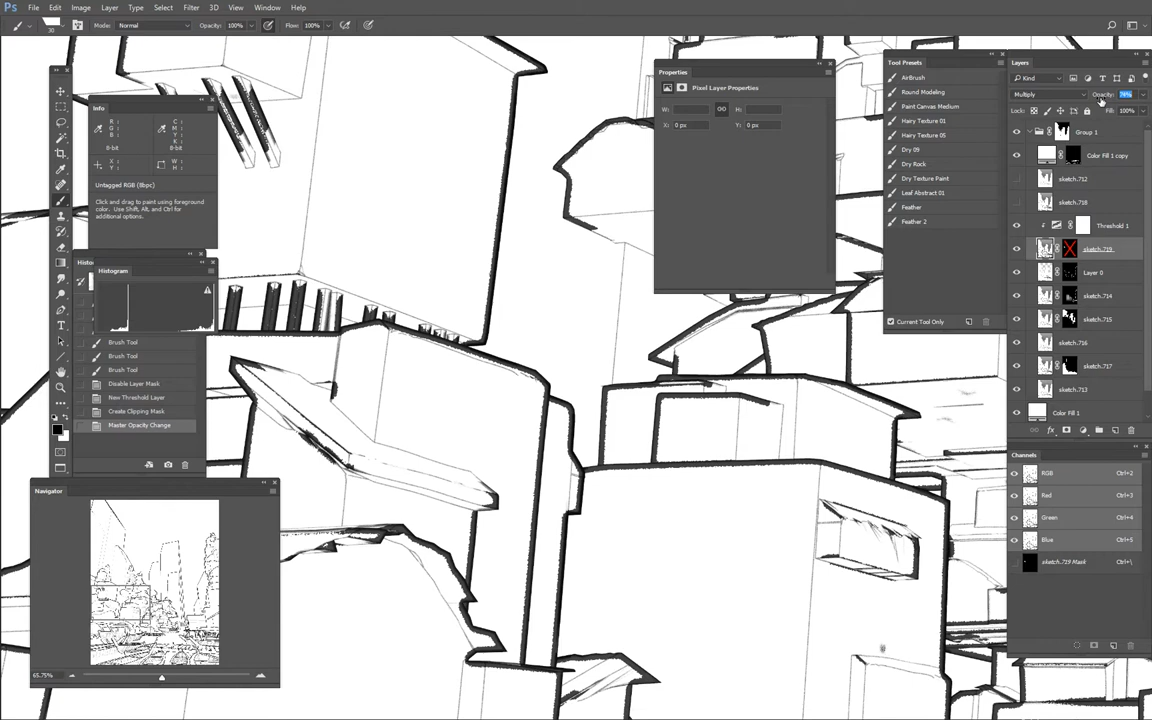 Ps File Edit Image Layer Type Select Filter 3D View Window Help
30 Mode: Normal Opacity: 100% Flow: 100%
Info
R: C:
G: M:
B: Y:
K:
8-bit 8-bit
X: W:
Y: H:
Untagged RGB (8bpc)
Click and drag to paint using foreground
color. Use Shift, Alt, and Ctrl for
additional options.
Histogram
Brush Tool
Brush Tool
Brush Tool
Disable Layer Mask
New Threshold Layer
Create Clipping Mask
Master Opacity Change
Navigator
65.75%
Properties
Pixel Layer Properties
W: H:
X: 0 px Y: 0 px
Tool Presets
AirBrush
Round Modeling
Paint Canvas Medium
Hairy Texture 01
Hairy Texture 05
Dry 09
Dry Rock
Dry Texture Paint
Leaf Abstract 01
Feather
Feather 2
Current Tool Only
Layers
Kind
Multiply Opacity: 74%
Lock: Fill: 100%
Group 1
Color Fill 1 copy
sketch.712
sketch.718
Threshold 1
sketch.719
Layer 0
sketch.714
sketch.715
sketch.716
sketch.717
sketch.713
Color Fill 1
Channels
RGB Ctrl+2
Red Ctrl+3
Green Ctrl+4
Blue Ctrl+5
sketch.719 Mask Ctrl+\